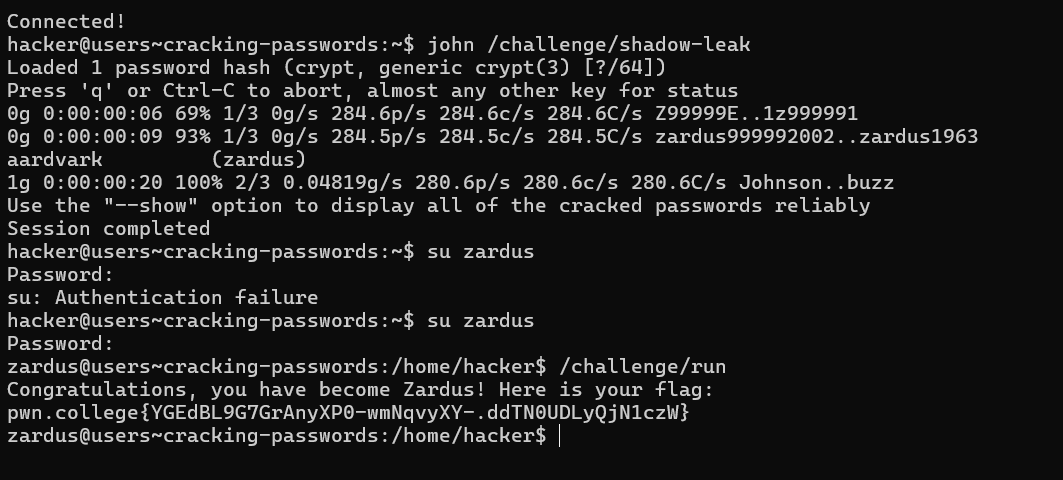 Connected!
hacker@users~cracking-passwords:~$ john /challenge/shadow-leak
Loaded 1 password hash (crypt, generic crypt(3) [?/64])
Press 'q' or Ctrl-C to abort, almost any other key for status
0g 0:00:00:06 69% 1/3 0g/s 284.6p/s 284.6c/s 284.6C/s Z99999E..1z999991
0g 0:00:00:09 93% 1/3 0g/s 284.5p/s 284.5c/s 284.5C/s zardus999992002..zardus1963
aardvark         (zardus)
1g 0:00:00:20 100% 2/3 0.04819g/s 280.6p/s 280.6c/s 280.6C/s Johnson..buzz
Use the "--show" option to display all of the cracked passwords reliably
Session completed
hacker@users~cracking-passwords:~$ su zardus
Password:
su: Authentication failure
hacker@users~cracking-passwords:~$ su zardus
Password:
zardus@users~cracking-passwords:/home/hacker$ /challenge/run
Congratulations, you have become Zardus! Here is your flag:
pwn.college{YGEdBL9G7GrAnyXP0-wmNqvyXY-.ddTN0UDLyQjN1czW}
zardus@users~cracking-passwords:/home/hacker$